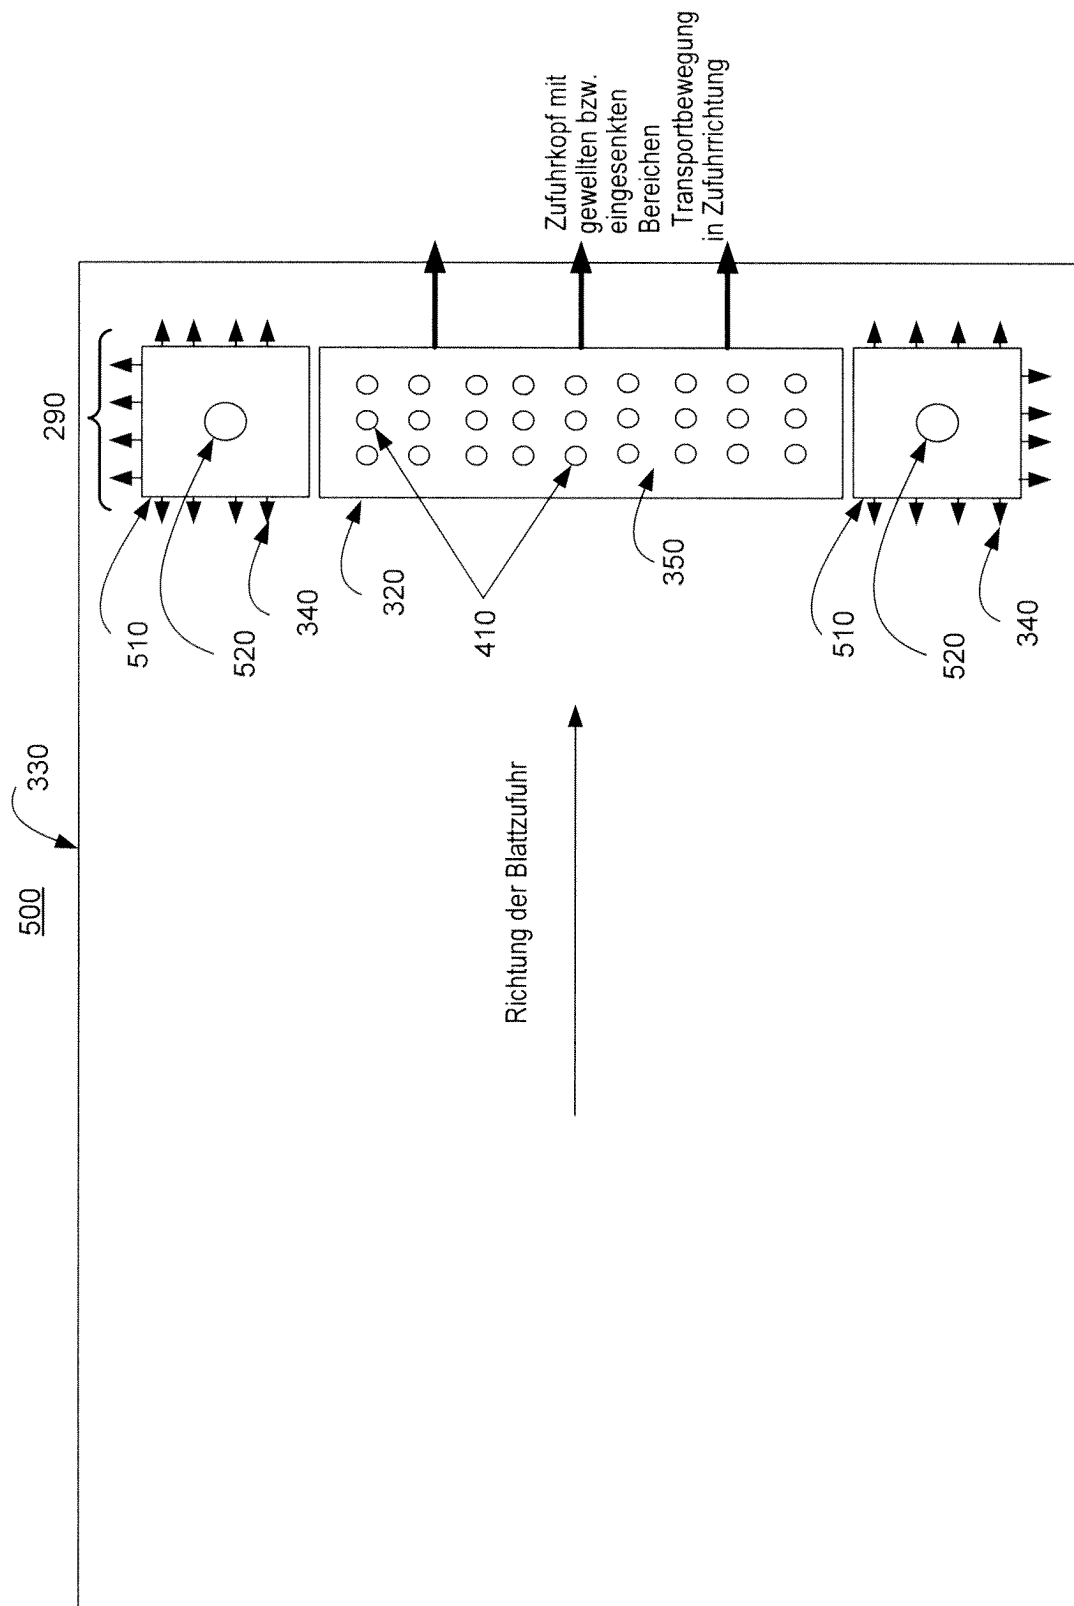 500
330
290
510
520
340
320
410
350
510
520
340
Richtung der Blattzufuhr
Zufuhrkopf mit
gewellten bzw.
eingesenkten
Bereichen
Transportbewegung
in Zufuhrrichtung